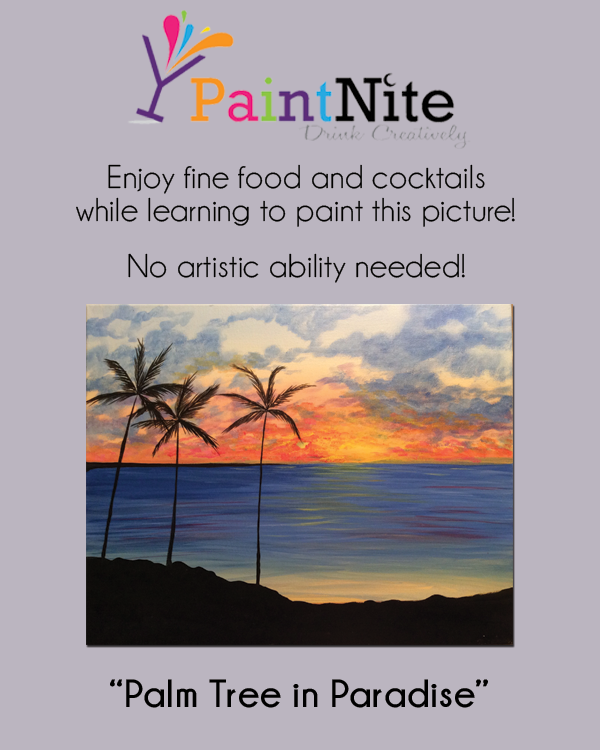 PaintNite
Drink Creatively
Enjoy fine food and cocktails
while learning to paint this picture!
No artistic ability needed!
“Palm Tree in Paradise”